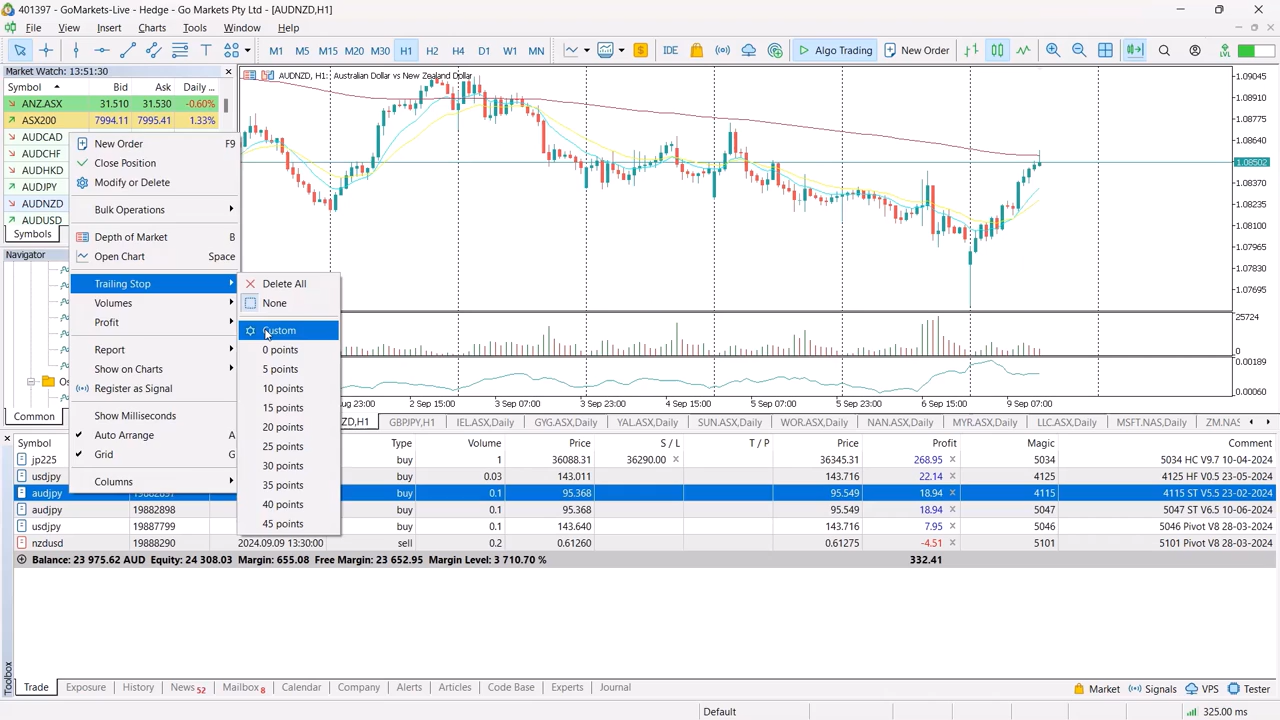 401397 - GoMarkets-Live - Hedge - Go Markets Pty Ltd - [AUDNZD,H1]
File View Insert Charts Tools Window Help
M1 M5 M15 M20 M30 H1 H2 H4 D1 W1 MN IDE Algo Trading New Order LVL
Market Watch: 13:51:30
Symbol Bid Ask Daily ...
ANZ.ASX 31.510 31.530 -0.60%
ASX200 7994.11 7995.41 1.33%
AUDCAD
AUDCHF
AUDHKD
AUDJPY
AUDNZD
AUDUSD
Symbols
Navigator
Common
New Order F9
Close Position
Modify or Delete
Bulk Operations
Depth of Market B
Open Chart Space
Trailing Stop
Volumes
Profit
Report
Show on Charts
Register as Signal
Show Milliseconds
Auto Arrange A
Grid G
Columns
Delete All
None
Custom
0 points
5 points
10 points
15 points
20 points
25 points
30 points
35 points
40 points
45 points
AUDNZD, H1: Australian Dollar vs New Zealand Dollar
1.09045
1.08910
1.08775
1.08640
1.08502
1.08370
1.08235
1.08100
1.07965
1.07830
1.07695
25724
0
0.00189
0.00060
Aug 23:00 2 Sep 15:00 3 Sep 07:00 3 Sep 23:00 4 Sep 15:00 5 Sep 07:00 5 Sep 23:00 6 Sep 15:00 9 Sep 07:00
ZD,H1 GBPJPY,H1 IEL.ASX,Daily GYG.ASX,Daily YAL.ASX,Daily SUN.ASX,Daily WOR.ASX,Daily NAN.ASX,Daily MYR.ASX,Daily LLC.ASX,Daily MSFT.NAS,Daily ZM.NAS
Symbol Type Volume Price S / L T / P Price Profit Magic Comment
jp225 buy 1 36088.31 36290.00 36345.31 268.95 5034 5034 HC V9.7 10-04-2024
usdjpy buy 0.03 143.011 143.716 22.14 4125 4125 HF V0.5 23-05-2024
audjpy 19882891 buy 0.1 95.368 95.549 18.94 4115 4115 ST V5.5 23-02-2024
audjpy 19882898 buy 0.1 95.368 95.549 18.94 5046 5046 ST V6.5 12-06-2024
usdjpy 19887799 buy 0.1 143.640 143.716 7.95 5046 5046 Pivot V8 28-03-2024
nzdusd 19888290 2024.09.09 13:30:00 sell 0.2 0.61260 0.61275 -4.51 5101 5101 Pivot V8 28-03-2024
Balance: 23 975.62 AUD Equity: 24 308.03 Margin: 655.08 Free Margin: 23 652.95 Margin Level: 3 710.70 % 332.41
Toolbox
Trade Exposure History News 52 Mailbox 8 Calendar Company Alerts Articles Code Base Experts Journal Market Signals VPS Tester
Default 325.00 ms